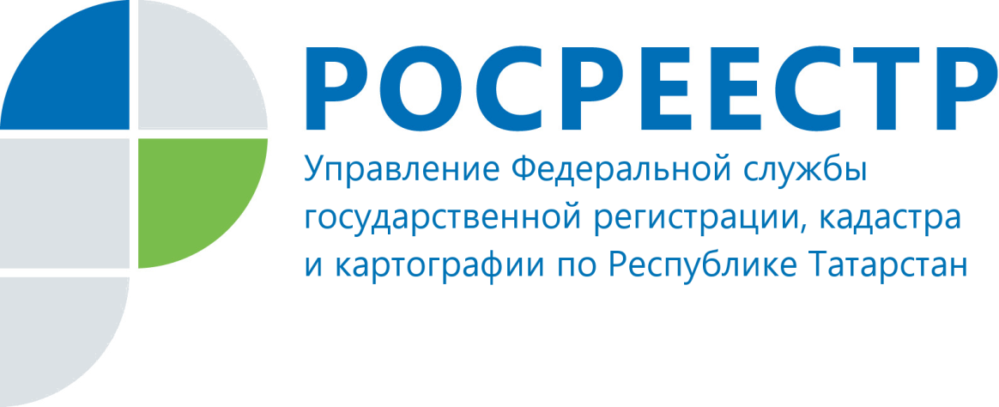 РОСРЕЕСТР
Управление Федеральной службы
государственной регистрации, кадастра
и картографии по Республике Татарстан